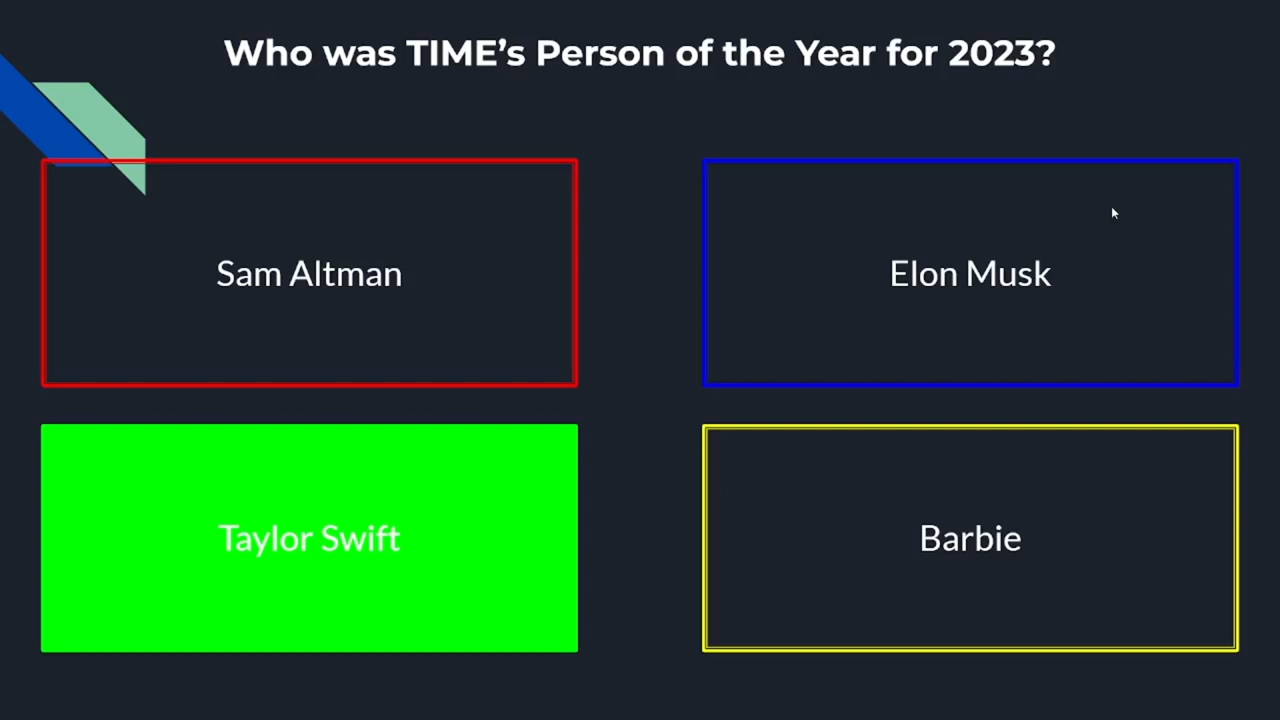 Who was TIME’s Person of the Year for 2023?
Sam Altman
Elon Musk
Taylor Swift
Barbie